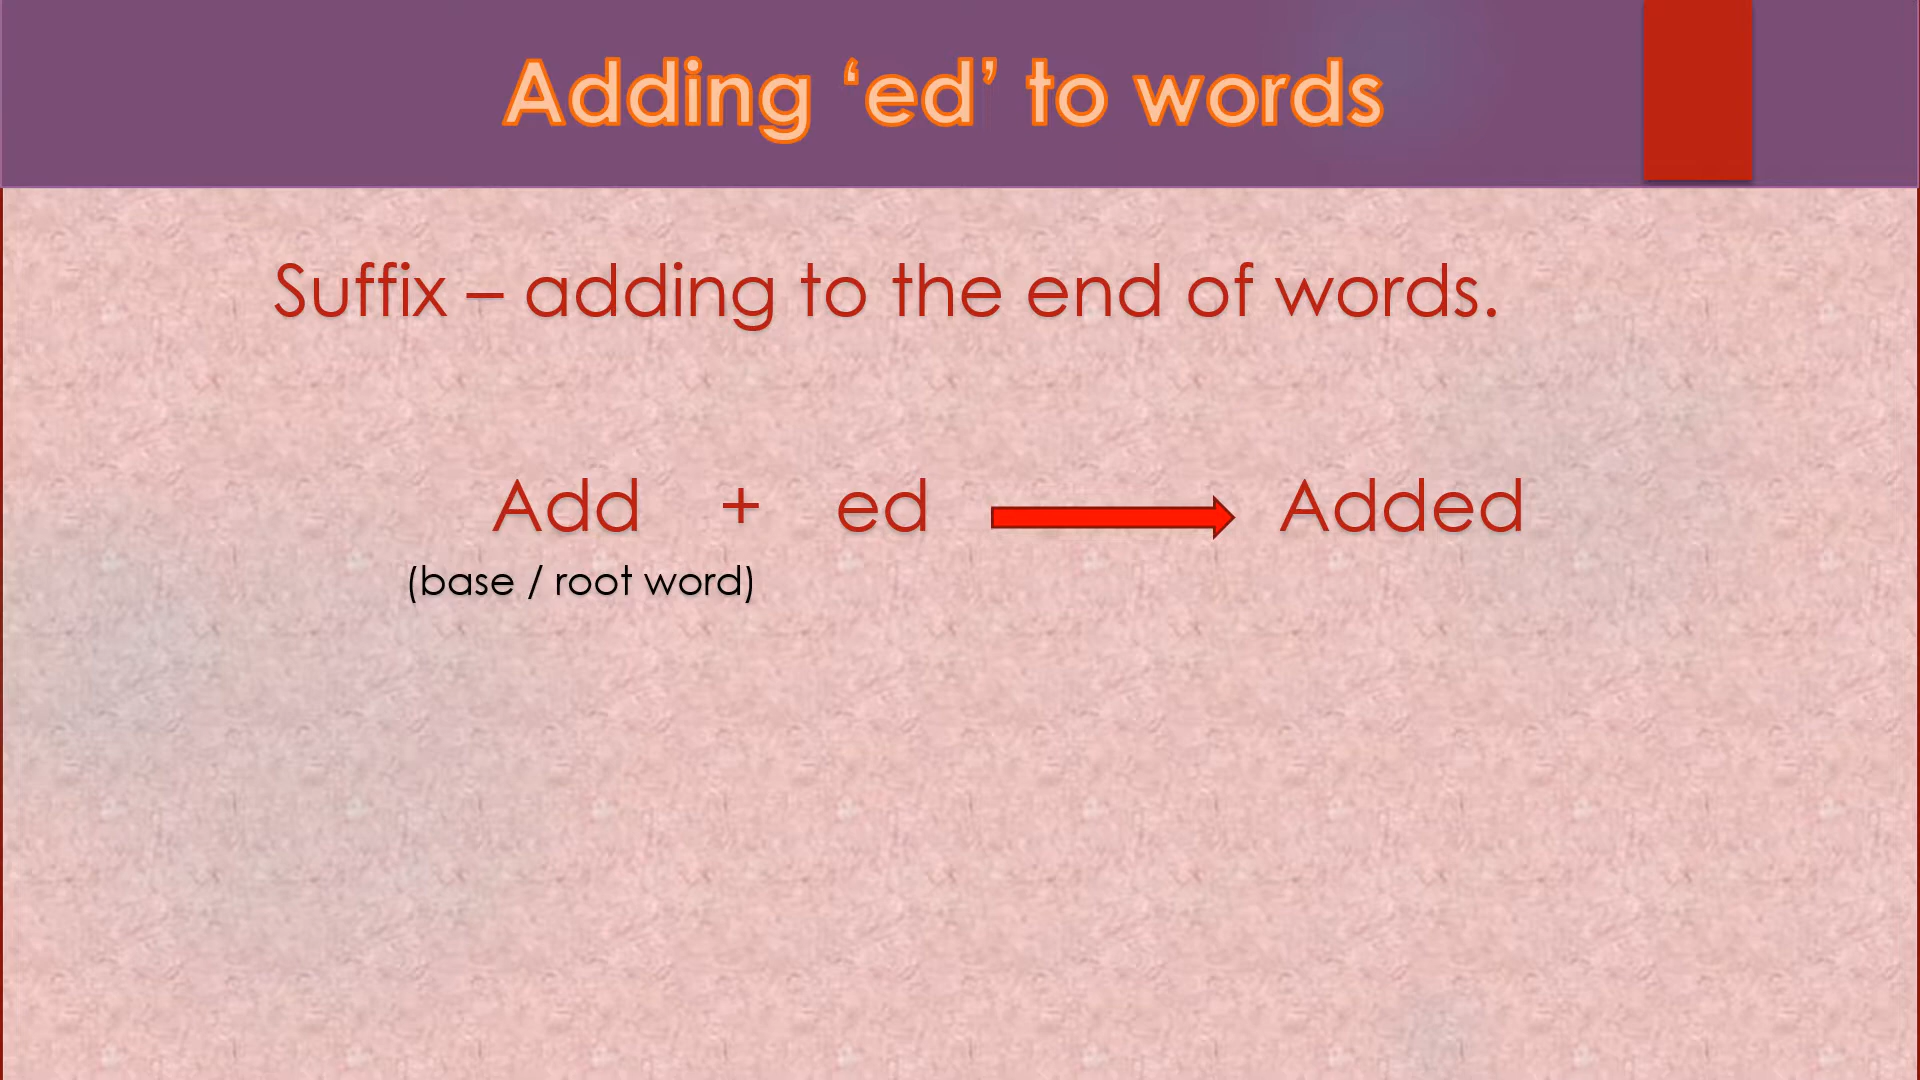 Adding ‘ed’ to words
Suffix – adding to the end of words.
Add + ed Added
(base / root word)